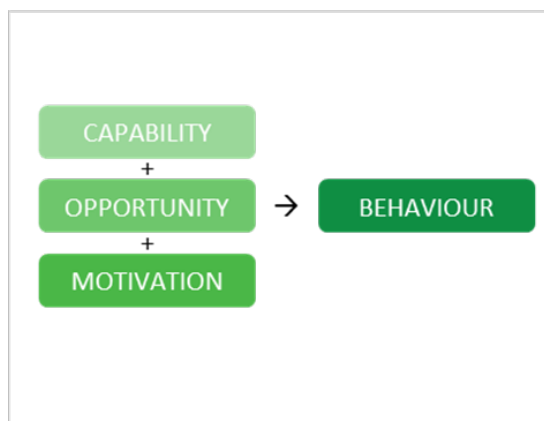 CAPABILITY
+
OPPORTUNITY → BEHAVIOUR
+
MOTIVATION